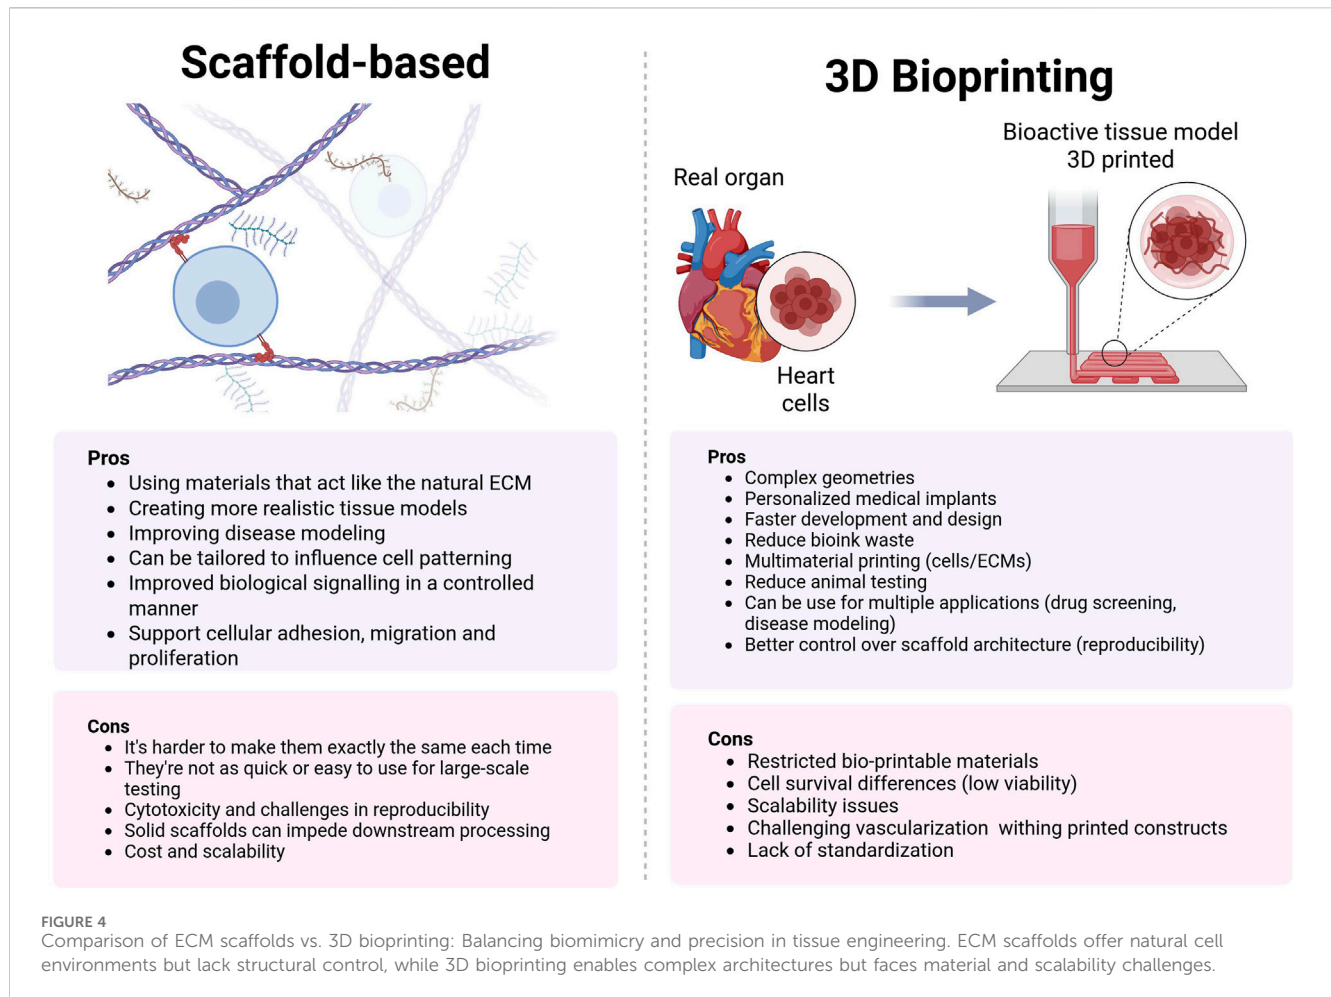 Scaffold-based
Pros
• Using materials that act like the natural ECM
• Creating more realistic tissue models
• Improving disease modeling
• Can be tailored to influence cell patterning
• Improved biological signalling in a controlled
manner
• Support cellular adhesion, migration and
proliferation
Cons
• It's harder to make them exactly the same each time
• They're not as quick or easy to use for large-scale
testing
• Cytotoxicity and challenges in reproducibility
• Solid scaffolds can impede downstream processing
• Cost and scalability
3D Bioprinting
Real organ
Heart
cells
Bioactive tissue model
3D printed
Pros
• Complex geometries
• Personalized medical implants
• Faster development and design
• Reduce bioink waste
• Multimaterial printing (cells/ECMs)
• Reduce animal testing
• Can be use for multiple applications (drug screening,
disease modeling)
• Better control over scaffold architecture (reproducibility)
Cons
• Restricted bio-printable materials
• Cell survival differences (low viability)
• Scalability issues
• Challenging vascularization withing printed constructs
• Lack of standardization
FIGURE 4
Comparison of ECM scaffolds vs. 3D bioprinting: Balancing biomimicry and precision in tissue engineering. ECM scaffolds offer natural cell
environments but lack structural control, while 3D bioprinting enables complex architectures but faces material and scalability challenges.